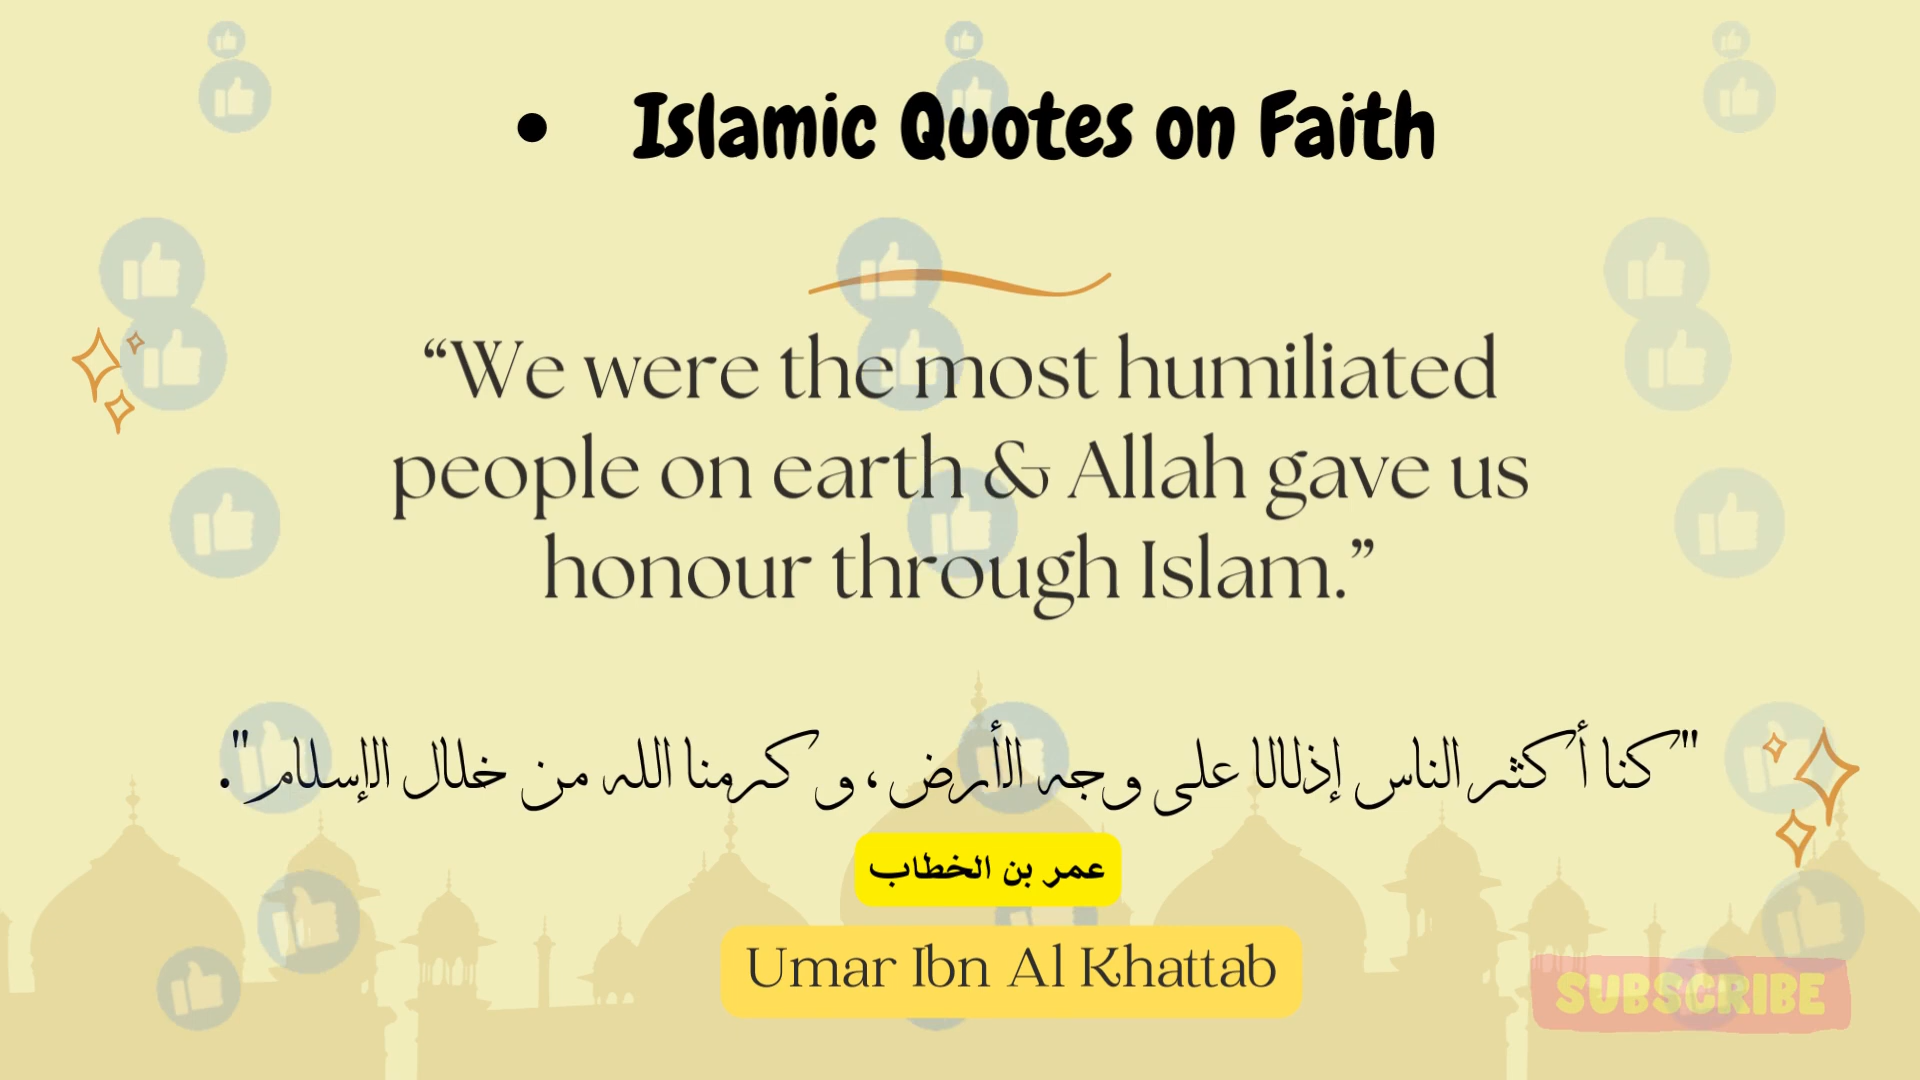 • Islamic Quotes on Faith
“We were the most humiliated
people on earth & Allah gave us
honour through Islam.”
"كنا أكثر الناس إذلالا على وجه الأرض، وكرمنا الله من خلال الإسلام".
عمر بن الخطاب
Umar Ibn Al Khattab
SUBSCRIBE